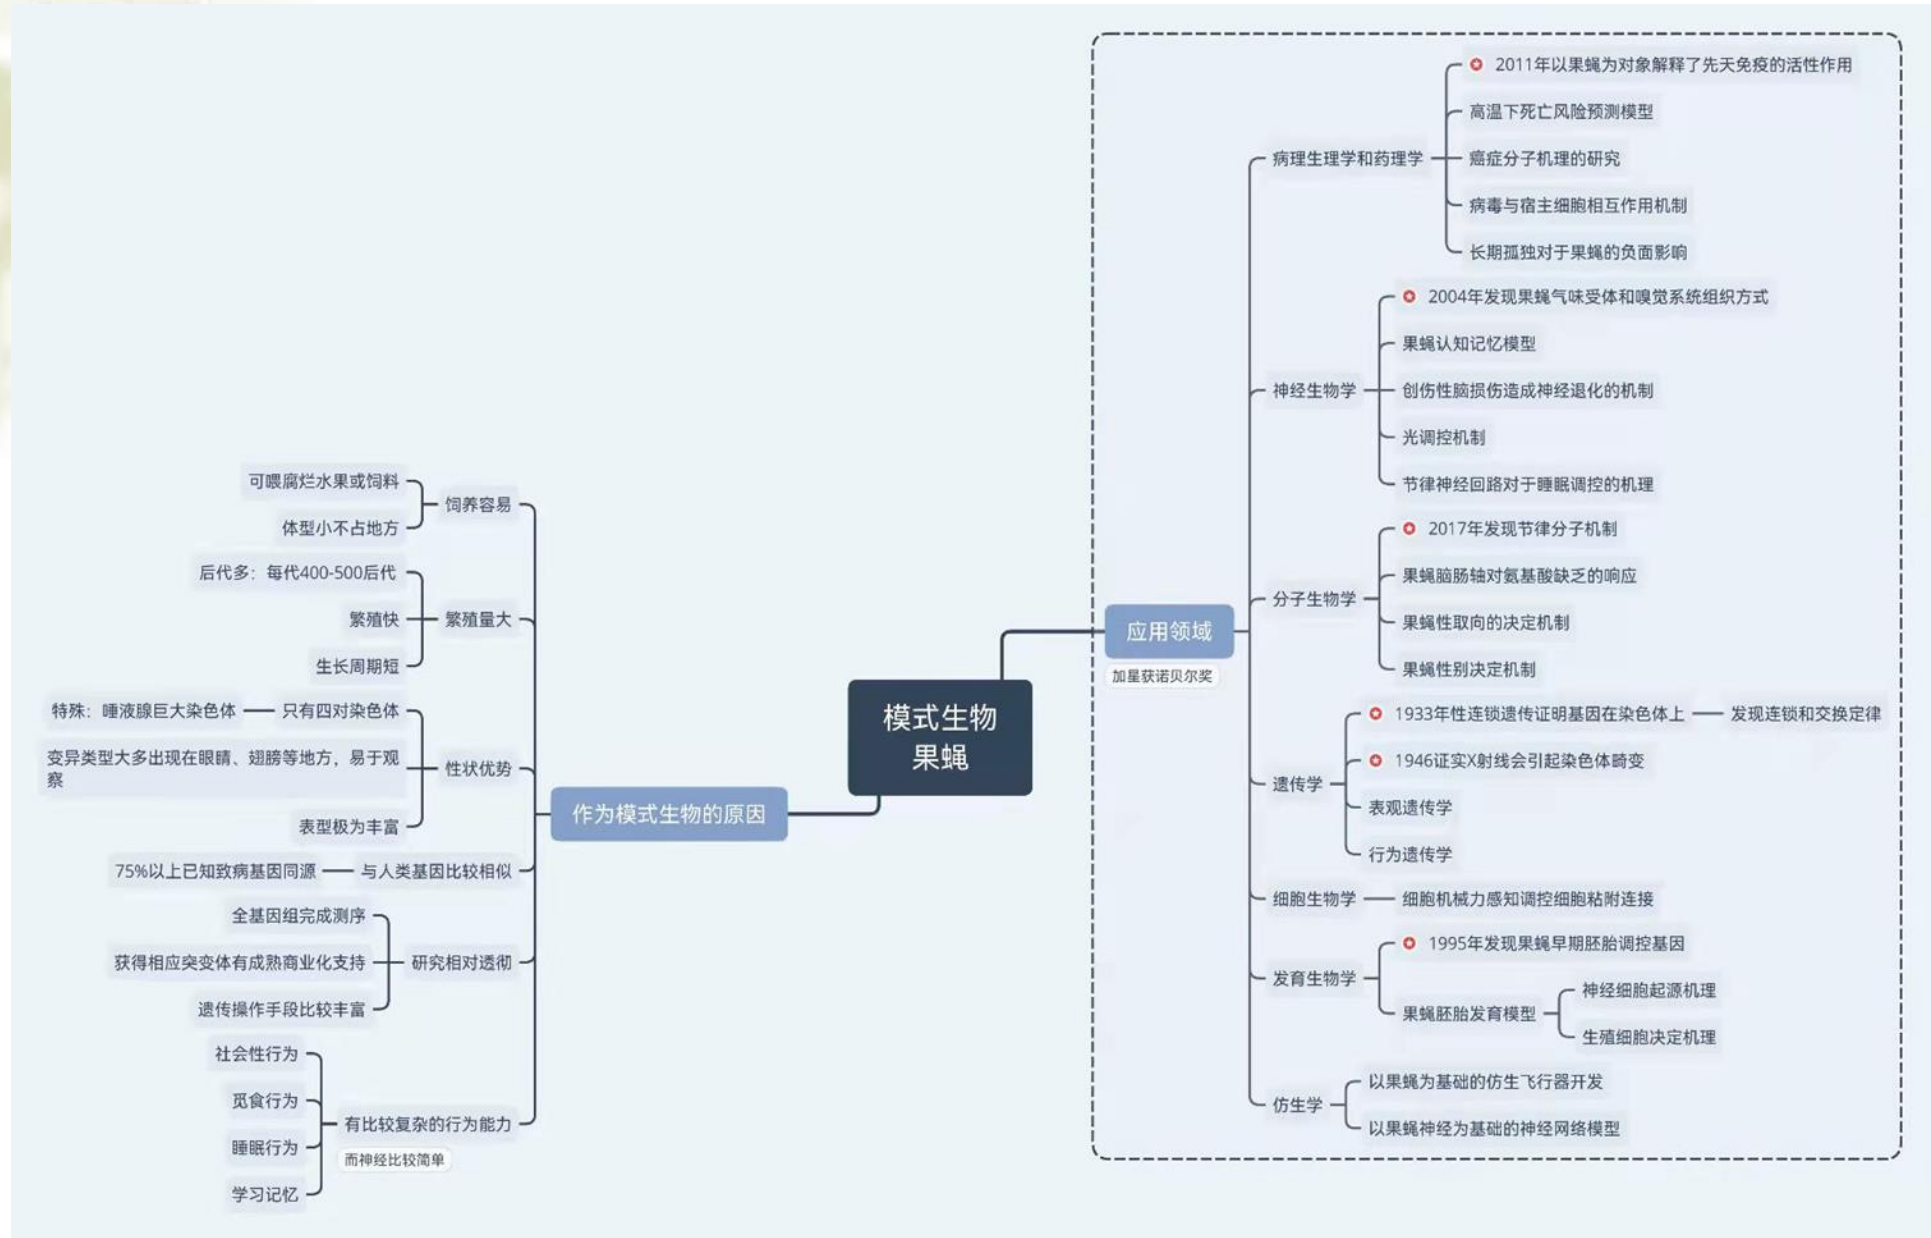 模式生物
果蝇
应用领域
加星获诺贝尔奖
病理生理学和药理学
2011年以果蝇为对象解释了先天免疫的活性作用
高温下死亡风险预测模型
癌症分子机理的研究
病毒与宿主细胞相互作用机制
长期孤独对于果蝇的负面影响
神经生物学
2004年发现果蝇气味受体和嗅觉系统组织方式
果蝇认知记忆模型
创伤性脑损伤造成神经退化的机制
光调控机制
节律神经回路对于睡眠调控的机理
分子生物学
2017年发现节律分子机制
果蝇脑肠轴对氨基酸缺乏的响应
果蝇性取向的决定机制
果蝇性别决定机制
遗传学
1933年性连锁遗传证明基因在染色体上
发现连锁和交换定律
1946证实X射线会引起染色体畸变
表观遗传学
行为遗传学
细胞生物学
细胞机械力感知调控细胞粘附连接
发育生物学
1995年发现果蝇早期胚胎调控基因
果蝇胚胎发育模型
神经细胞起源机理
生殖细胞决定机理
仿生学
以果蝇为基础的仿生飞行器开发
以果蝇神经为基础的神经网络模型
作为模式生物的原因
饲养容易
可喂腐烂水果或饲料
体型小不占地方
繁殖量大
后代多：每代400-500后代
繁殖快
生长周期短
性状优势
只有四对染色体
特殊：唾液腺巨大染色体
变异类型大多出现在眼睛、翅膀等地方，易于观
察
表型极为丰富
与人类基因比较相似
75%以上已知致病基因同源
研究相对透彻
全基因组完成测序
获得相应突变体有成熟商业化支持
遗传操作手段比较丰富
有比较复杂的行为能力
而神经比较简单
社会性行为
觅食行为
睡眠行为
学习记忆